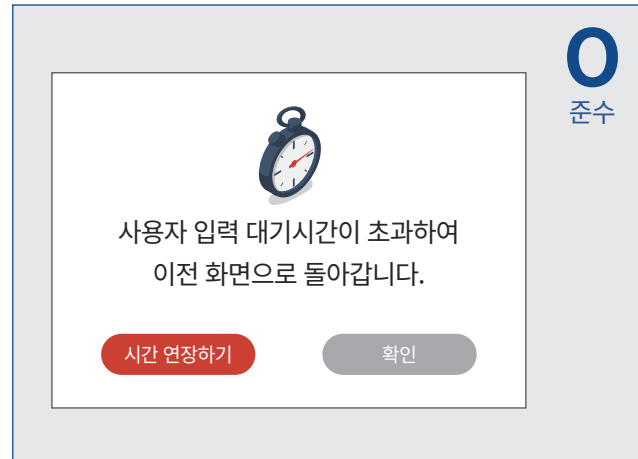 O
준수
사용자 입력 대기시간이 초과하여
이전 화면으로 돌아갑니다.
시간 연장하기
확인